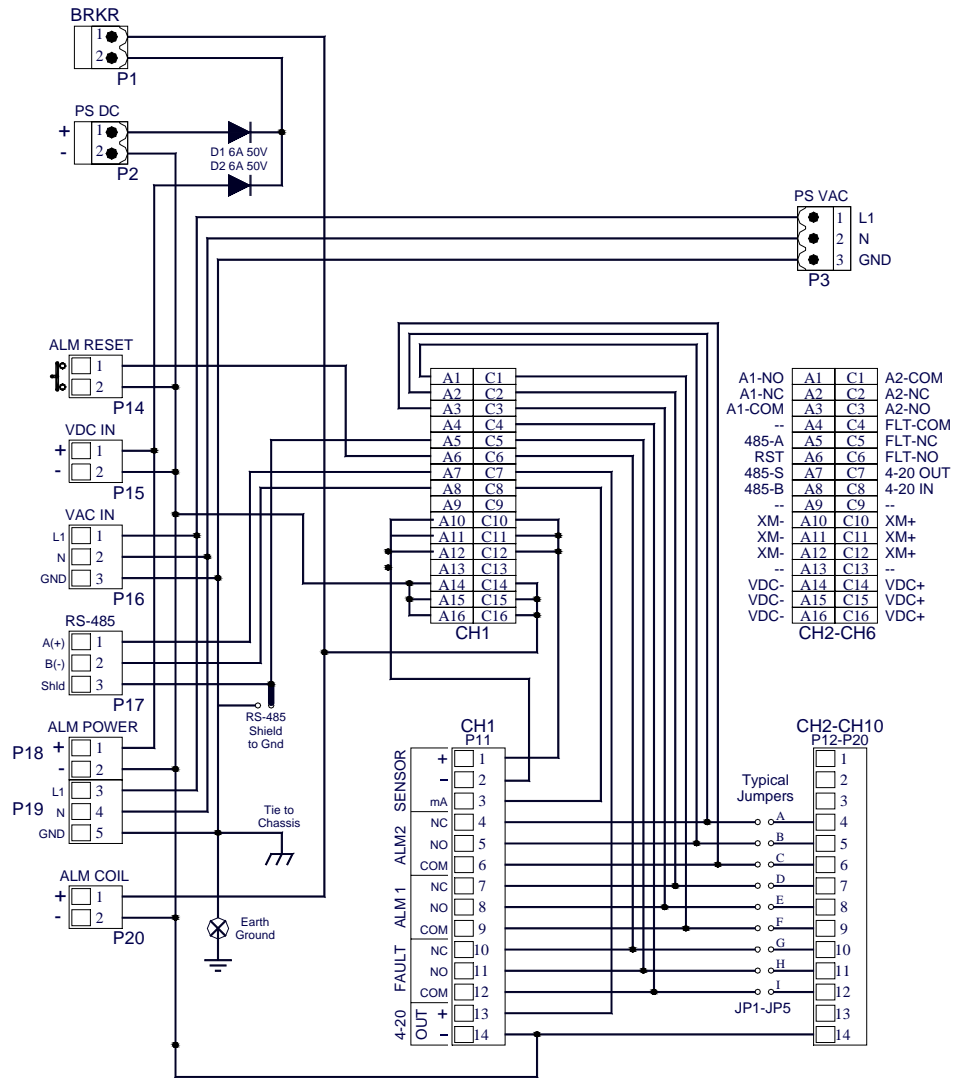 BRKR
1
2
P1
PS DC
+ 1
- 2
P2
D1 6A 50V
D2 6A 50V
PS VAC
1 L1
2 N
3 GND
P3
ALM RESET
1
2
P14
VDC IN
+ 1
- 2
P15
VAC IN
L1 1
N 2
GND 3
P16
RS-485
A(+) 1
B(-) 2
Shld 3
P17
RS-485
Shield
to Gnd
ALM POWER
P18 + 1
- 2
P19 L1 3
N 4
GND 5
Tie to
Chassis
ALM COIL
+ 1
- 2
P20
Earth
Ground
A1 C1
A2 C2
A3 C3
A4 C4
A5 C5
A6 C6
A7 C7
A8 C8
A9 C9
A10 C10
A11 C11
A12 C12
A13 C13
A14 C14
A15 C15
A16 C16
CH1
A1-NO A1 C1 A2-COM
A1-NC A2 C2 A2-NC
A1-COM A3 C3 A2-NO
-- A4 C4 FLT-COM
485-A A5 C5 FLT-NC
RST A6 C6 FLT-NO
485-S A7 C7 4-20 OUT
485-B A8 C8 4-20 IN
-- A9 C9 --
XM- A10 C10 XM+
XM- A11 C11 XM+
XM- A12 C12 XM+
-- A13 C13 --
VDC- A14 C14 VDC+
VDC- A15 C15 VDC+
VDC- A16 C16 VDC+
CH2-CH6
CH1
P11
SENSOR
+ 1
- 2
mA 3
ALM2
NC 4
NO 5
COM 6
ALM 1
NC 7
NO 8
COM 9
FAULT
NC 10
NO 11
COM 12
4-20
OUT
+ 13
- 14
Typical
Jumpers
A
B
C
D
E
F
G
H
I
JP1-JP5
CH2-CH10
P12-P20
1
2
3
4
5
6
7
8
9
10
11
12
13
14